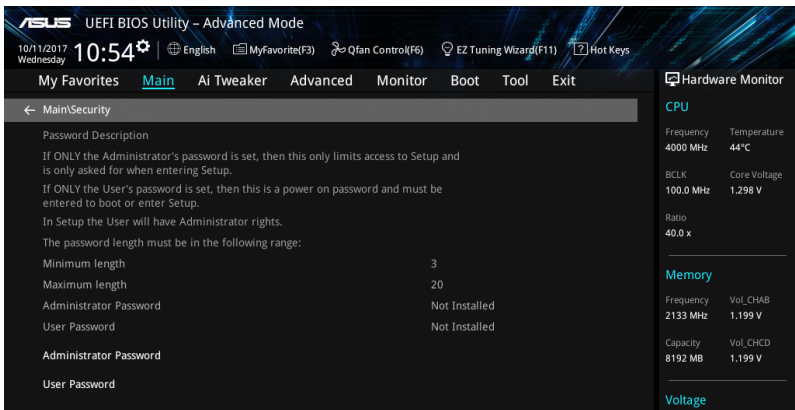 ASUS UEFI BIOS Utility – Advanced Mode
10/11/2017 Wednesday 10:54 English MyFavorite(F3) Qfan Control(F6) EZ Tuning Wizard(F11) ? Hot Keys
My Favorites Main Ai Tweaker Advanced Monitor Boot Tool Exit
← Main\Security
Password Description
If ONLY the Administrator's password is set, then this only limits access to Setup and
is only asked for when entering Setup.
If ONLY the User's password is set, then this is a power on password and must be
entered to boot or enter Setup.
In Setup the User will have Administrator rights.
The password length must be in the following range:
Minimum length 3
Maximum length 20
Administrator Password Not Installed
User Password Not Installed
Administrator Password
User Password
Hardware Monitor
CPU
Frequency Temperature
4000 MHz 44°C
BCLK Core Voltage
100.0 MHz 1.298 V
Ratio
40.0 x
Memory
Frequency Vol_CHAB
2133 MHz 1.199 V
Capacity Vol_CHCD
8192 MB 1.199 V
Voltage